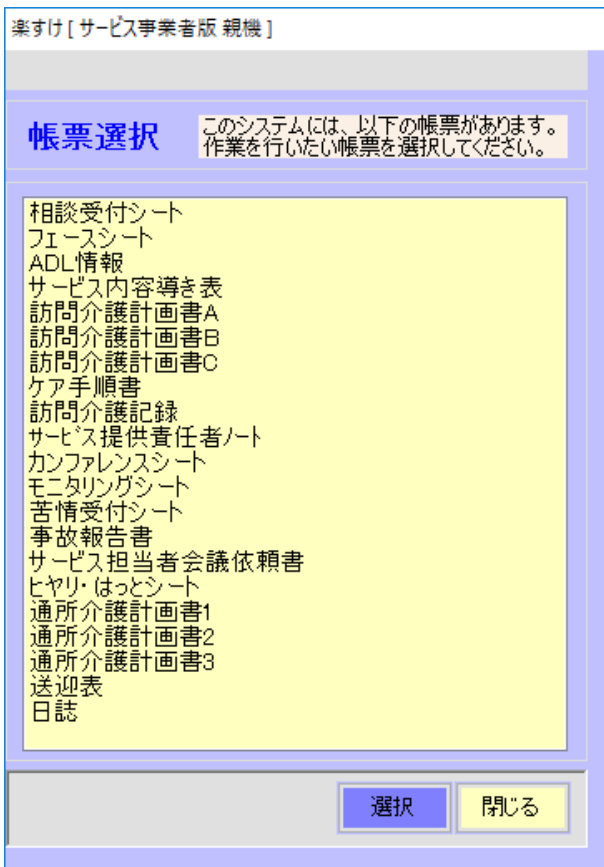 楽すけ [ サービス事業者版 親機 ]
帳票選択
このシステムには、以下の帳票があります。
作業を行いたい帳票を選択してください。
相談受付シート
フェースシート
ADL情報
サービス内容導き表
訪問介護計画書A
訪問介護計画書B
訪問介護計画書C
ケア手順書
訪問介護記録
サービス提供責任者ノート
カンファレンスシート
モニタリングシート
苦情受付シート
事故報告書
サービス担当者会議依頼書
ヒヤリ・はっとシート
通所介護計画書1
通所介護計画書2
通所介護計画書3
送迎表
日誌
選択
閉じる